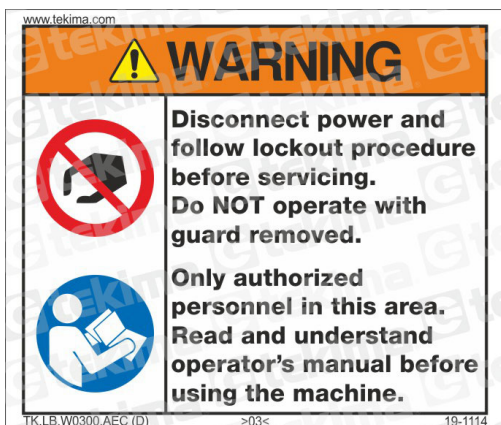 www.tekima.com
WARNING
Disconnect power and
follow lockout procedure
before servicing.
Do NOT operate with
guard removed.
Only authorized
personnel in this area.
Read and understand
operator's manual before
using the machine.
TK.LB.W0300.AEC (D) >03< 19-1114